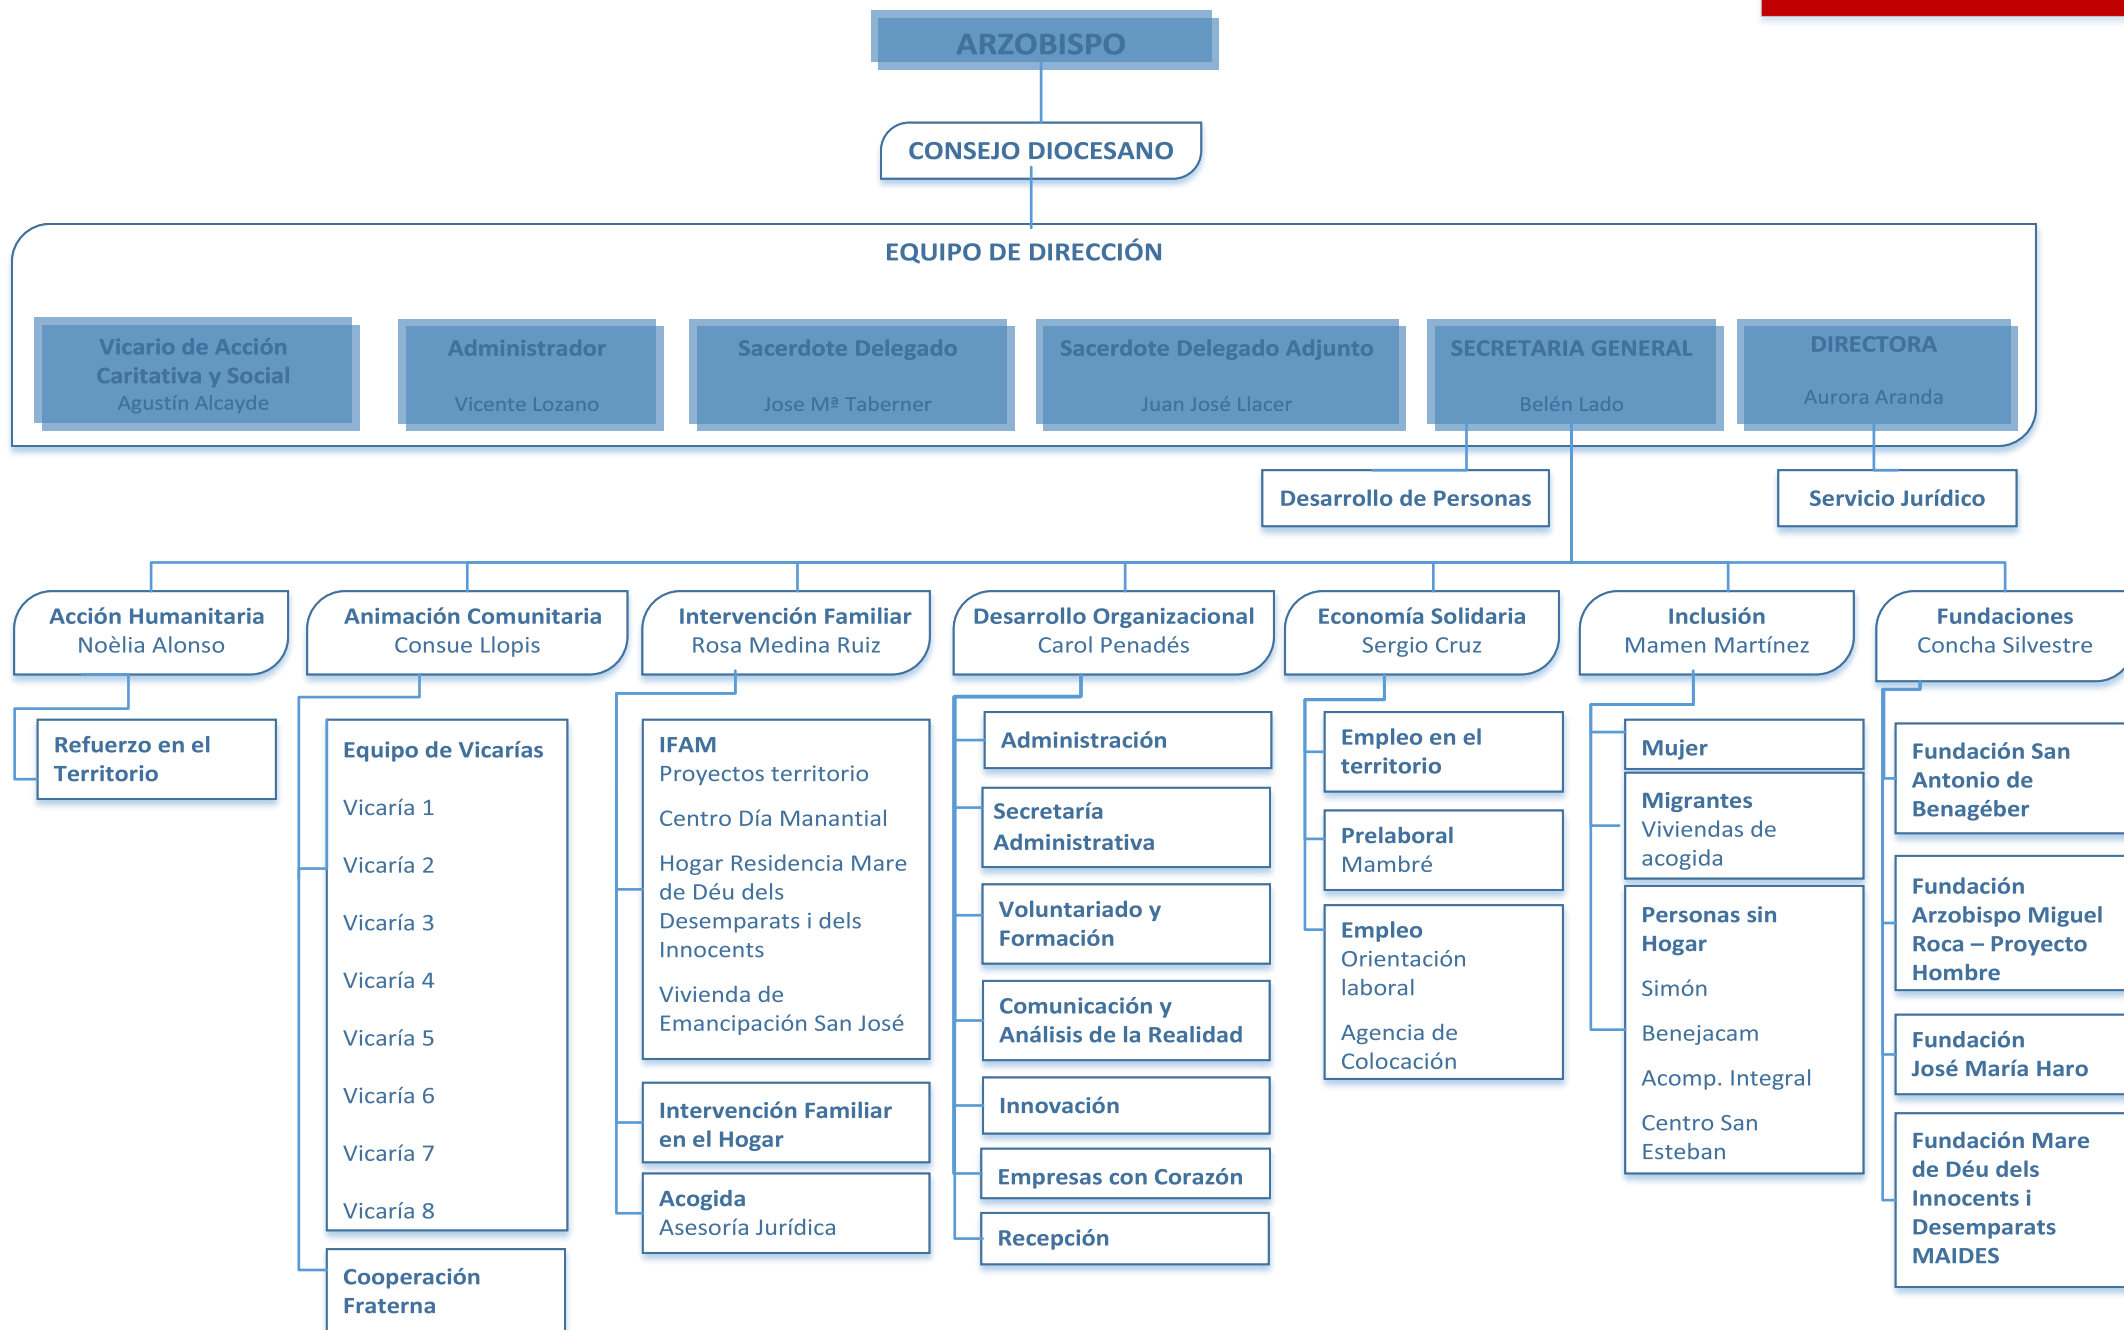 ARZOBISPO
CONSEJO DIOCESANO
EQUIPO DE DIRECCIÓN
Vicario de Acción
Caritativa y Social
Agustín Alcayde
Administrador
Vicente Lozano
Sacerdote Delegado
Jose Mª Taberner
Sacerdote Delegado Adjunto
Juan José Llacer
SECRETARIA GENERAL
Belén Lado
DIRECTORA
Aurora Aranda
Desarrollo de Personas
Servicio Jurídico
Acción Humanitaria
Noèlia Alonso
Refuerzo en el
Territorio
Animación Comunitaria
Consue Llopis
Equipo de Vicarías
Vicaría 1
Vicaría 2
Vicaría 3
Vicaría 4
Vicaría 5
Vicaría 6
Vicaría 7
Vicaría 8
Cooperación
Fraterna
Intervención Familiar
Rosa Medina Ruiz
IFAM
Proyectos territorio
Centro Día Manantial
Hogar Residencia Mare
de Déu dels
Desemparats i dels
Innocents
Vivienda de
Emancipación San José
Intervención Familiar
en el Hogar
Acogida
Asesoría Jurídica
Desarrollo Organizacional
Carol Penadés
Administración
Secretaría
Administrativa
Voluntariado y
Formación
Comunicación y
Análisis de la Realidad
Innovación
Empresas con Corazón
Recepción
Economía Solidaria
Sergio Cruz
Empleo en el
territorio
Prelaboral
Mambré
Empleo
Orientación
laboral
Agencia de
Colocación
Inclusión
Mamen Martínez
Mujer
Migrantes
Viviendas de
acogida
Personas sin
Hogar
Simón
Benejacam
Acomp. Integral
Centro San
Esteban
Fundaciones
Concha Silvestre
Fundación San
Antonio de
Benagéber
Fundación
Arzobispo Miguel
Roca – Proyecto
Hombre
Fundación
José María Haro
Fundación Mare
de Déu dels
Innocents i
Desemparats
MAIDES